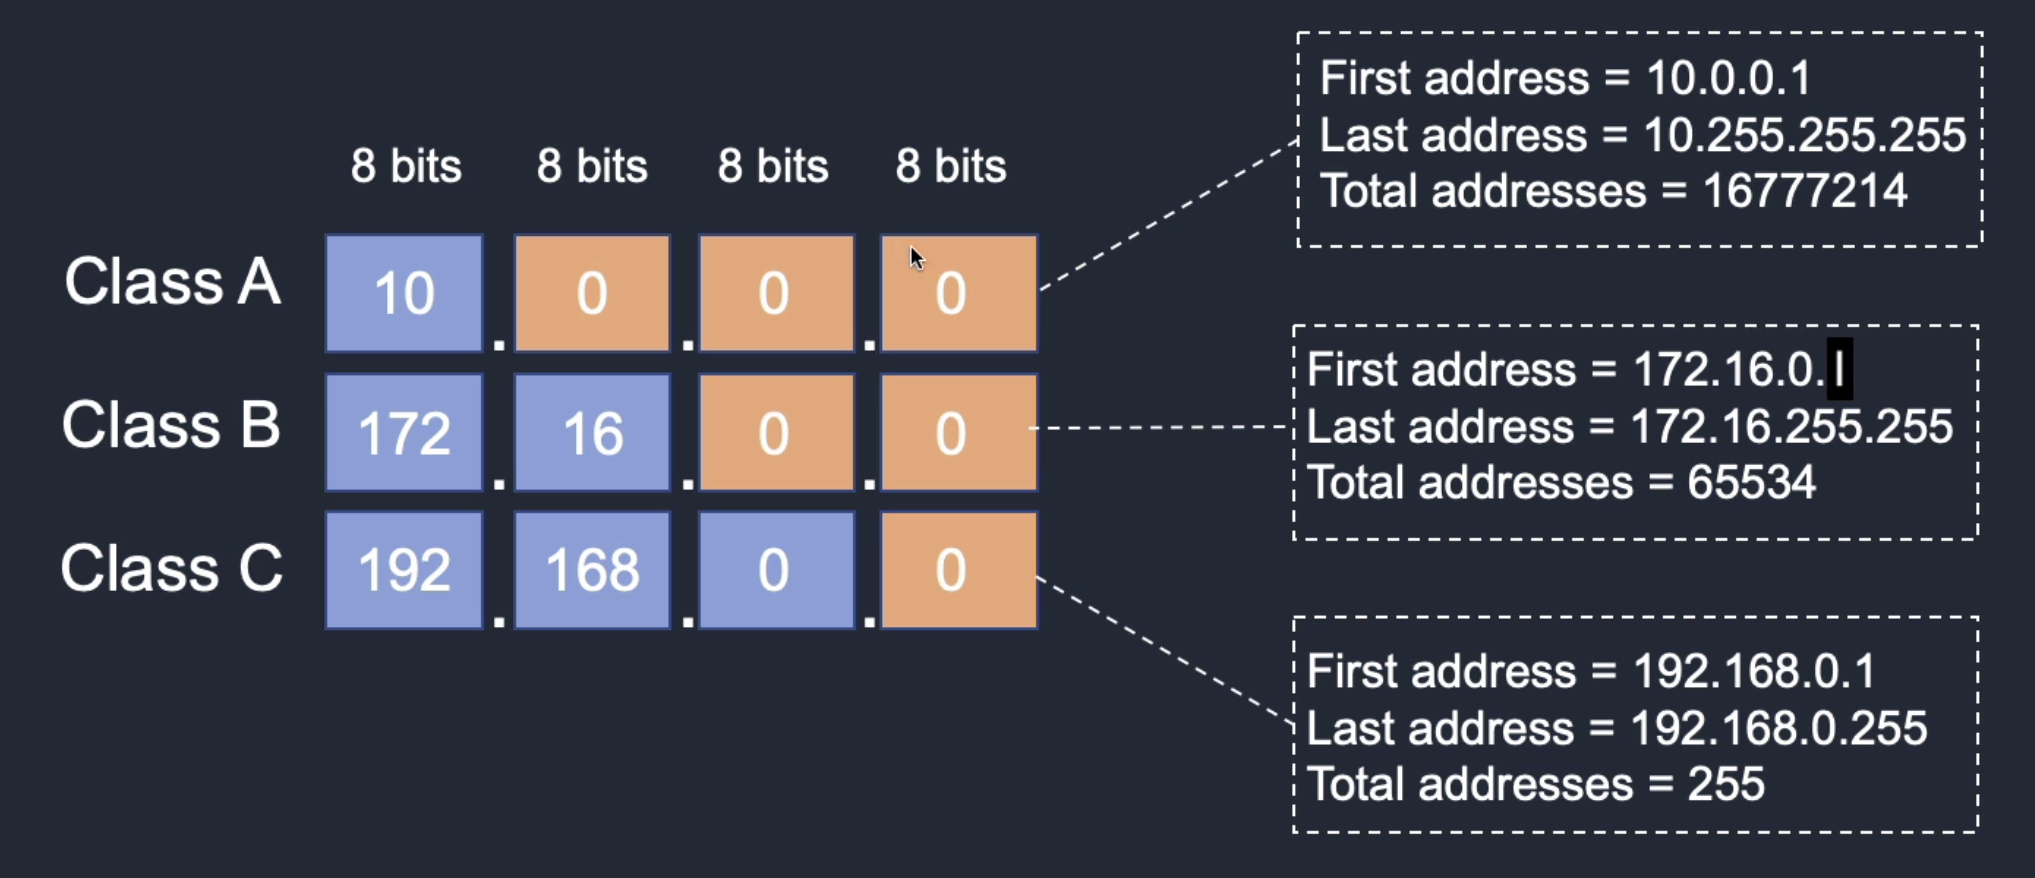 8 bits 8 bits 8 bits 8 bits
Class A 10 . 0 . 0 . 0
Class B 172 . 16 . 0 . 0
Class C 192 . 168 . 0 . 0
First address = 10.0.0.1
Last address = 10.255.255.255
Total addresses = 16777214
First address = 172.16.0.I
Last address = 172.16.255.255
Total addresses = 65534
First address = 192.168.0.1
Last address = 192.168.0.255
Total addresses = 255